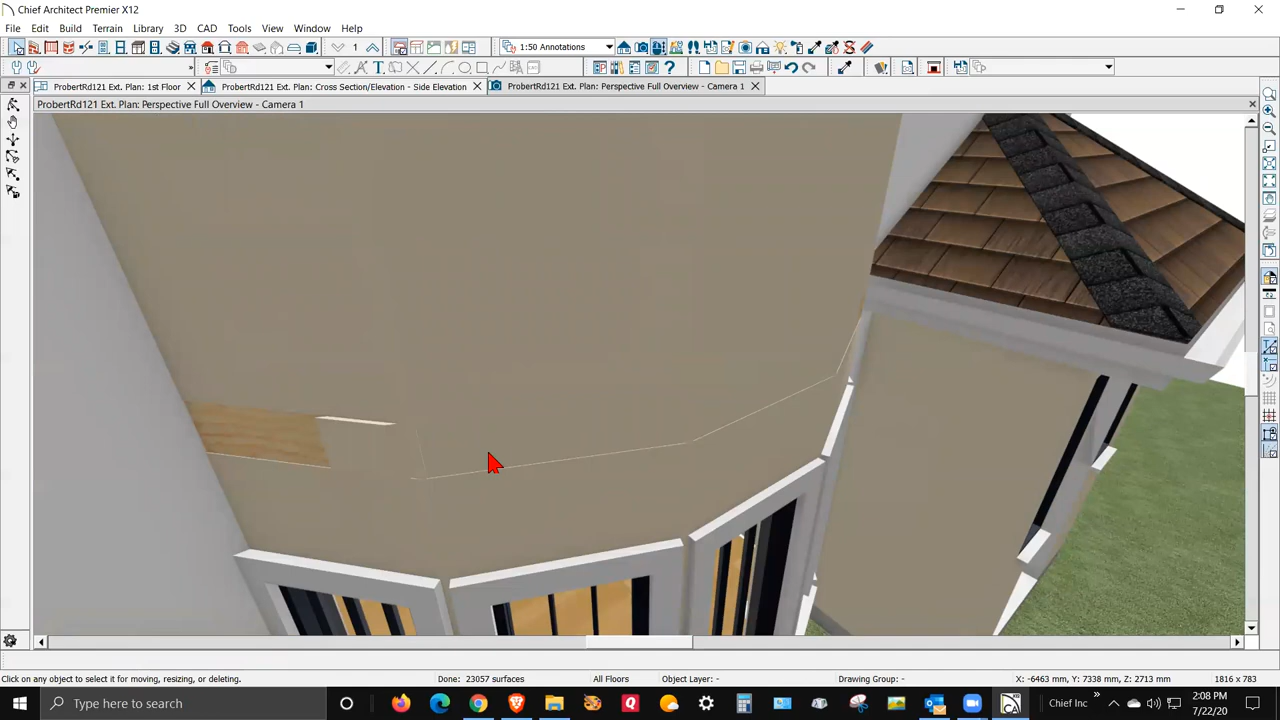 Chief Architect Premier X12
File Edit Build Terrain Library 3D CAD Tools Window Help
1 1:50 Annotations
ProbertRd121 Ext. Plan: 1st Floor ProbertRd121 Ext. Plan: Cross Section/Elevation - Side Elevation ProbertRd121 Ext. Plan: Perspective Full Overview - Camera 1
ProbertRd121 Ext. Plan: Perspective Full Overview - Camera 1
Click on any object to select it for moving, resizing, or deleting. Done: 23057 surfaces All Floors Object Layer: - Drawing Group: - X: -6463 mm, Y: 7338 mm, Z: 2713 mm 1816 x 783
Type here to search Chief Inc 2:08 PM
7/22/20